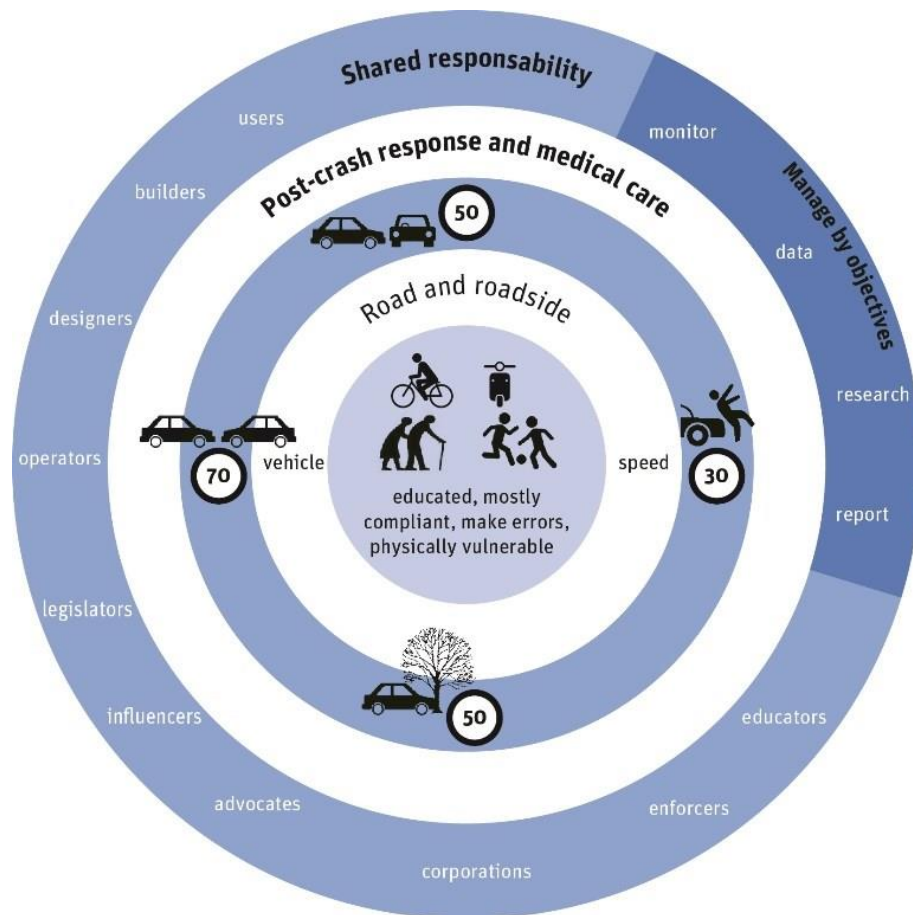 Shared responsability
users
builders
designers
operators
legislators
influencers
advocates
corporations
enforcers
educators
Manage by objectives
monitor
data
research
report
Post-crash response and medical care
50
Road and roadside
70
vehicle
speed
30
educated, mostly
compliant, make errors,
physically vulnerable
50